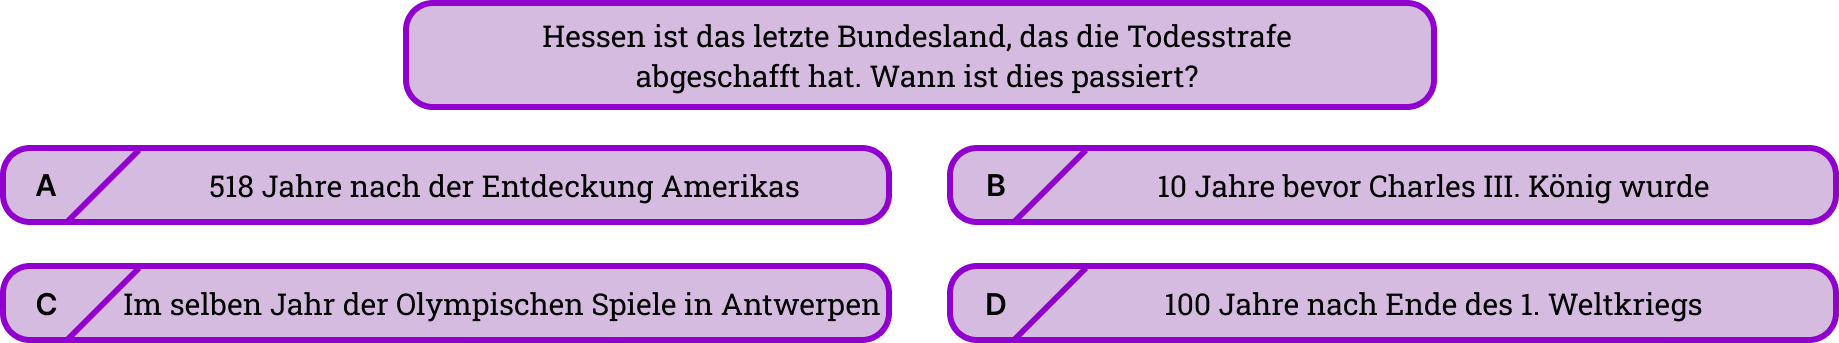 Hessen ist das letzte Bundesland, das die Todesstrafe
abgeschafft hat. Wann ist dies passiert?
A 518 Jahre nach der Entdeckung Amerikas
B 10 Jahre bevor Charles III. König wurde
C Im selben Jahr der Olympischen Spiele in Antwerpen
D 100 Jahre nach Ende des 1. Weltkriegs